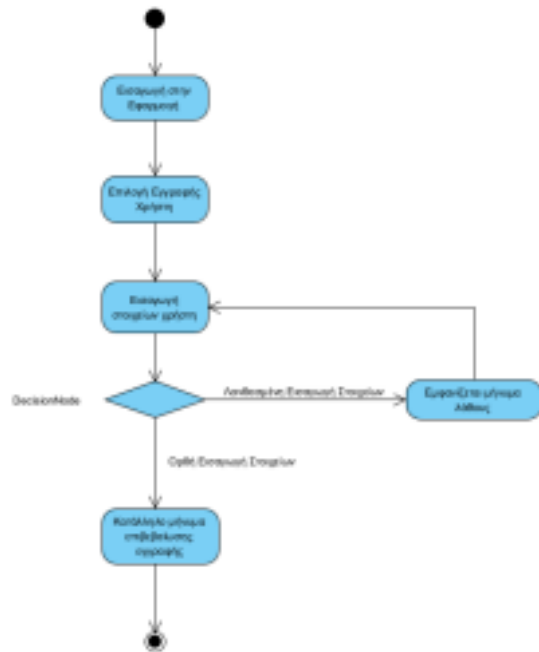 Εισαγωγή στην
Εφαρμογή
Επιλογή Εγγραφής
Χρήστη
Εισαγωγή
στοιχείων χρήστη
DecisionNode
Λανθασμένη Εισαγωγή Στοιχείων
Εμφανίζεται μήνυμα
λάθους
Ορθή Εισαγωγή Στοιχείων
Κατάλληλο μήνυμα
επιβεβαίωσης
εγγραφής